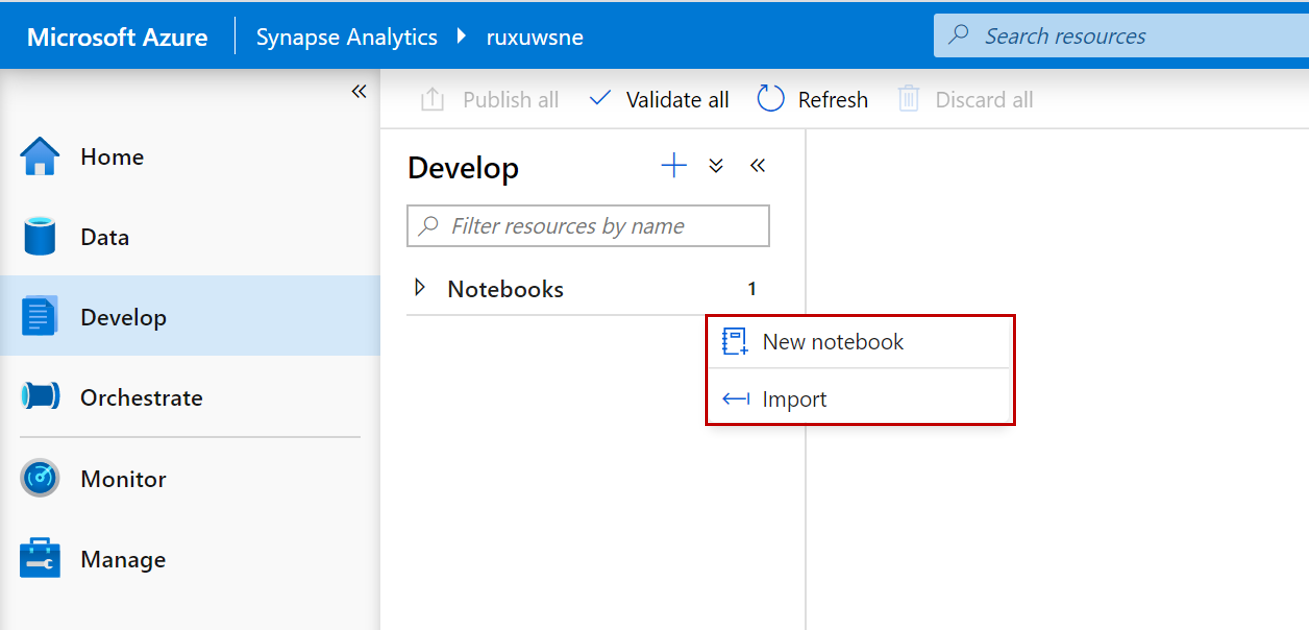 Microsoft Azure
Synapse Analytics
ruxuwsne
Search resources
Publish all
Validate all
Refresh
Discard all
Home
Data
Develop
Orchestrate
Monitor
Manage
Develop
Filter resources by name
Notebooks 1
New notebook
Import